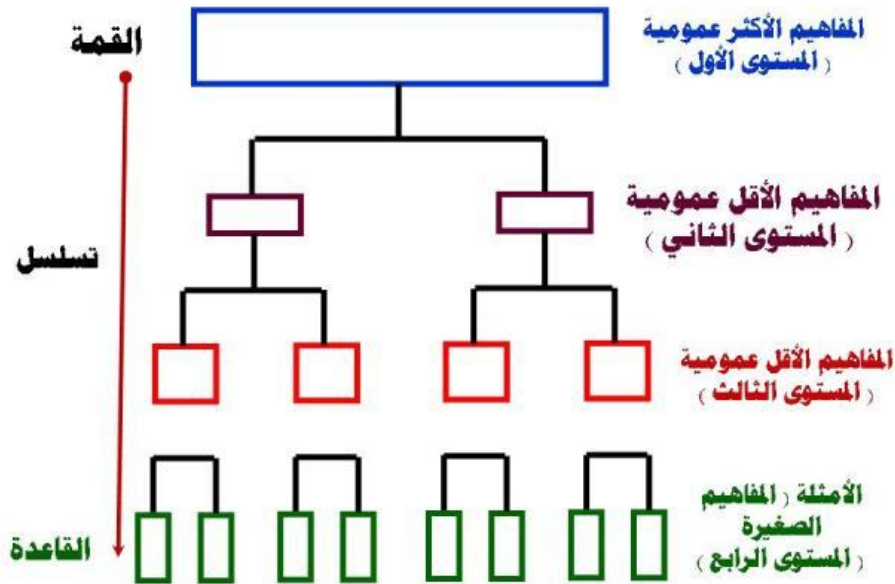 القمة
المفاهيم الأكثر عمومية
( المستوى الأول )
المفاهيم الأقل عمومية
( المستوى الثاني )
تسلسل
المفاهيم الأقل عمومية
( المستوى الثالث )
الأمثلة ( المفاهيم
الصغيرة
( المستوى الرابع )
القاعدة